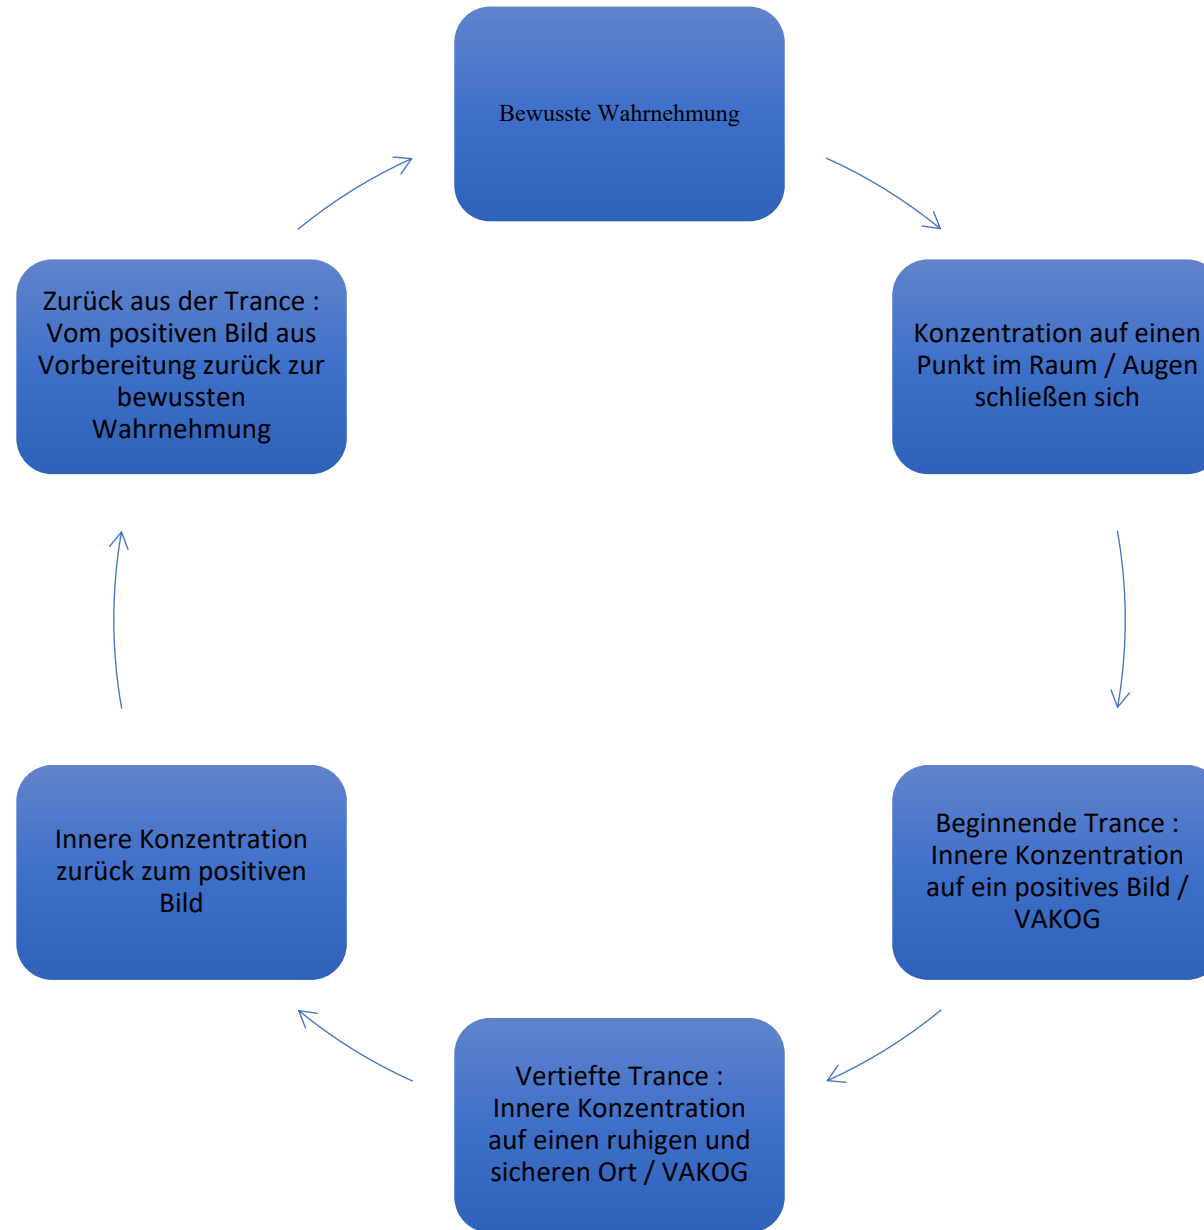 Bewusste Wahrnehmung
Konzentration auf einen
Punkt im Raum / Augen
schließen sich
Beginnende Trance :
Innere Konzentration
auf ein positives Bild /
VAKOG
Vertiefte Trance :
Innere Konzentration
auf einen ruhigen und
sicheren Ort / VAKOG
Innere Konzentration
zurück zum positiven
Bild
Zurück aus der Trance :
Vom positiven Bild aus
Vorbereitung zurück zur
bewussten
Wahrnehmung